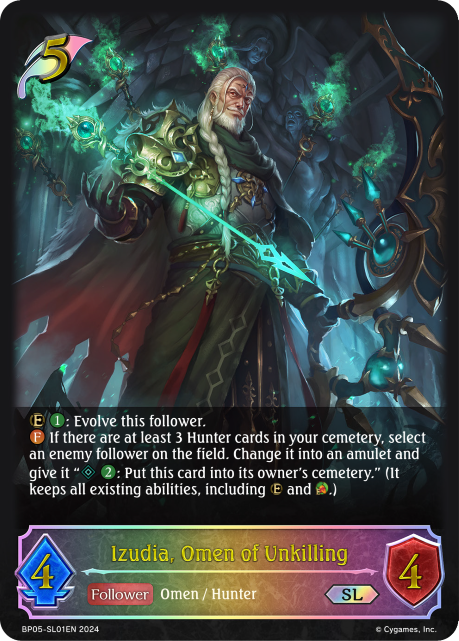 5
E 1: Evolve this follower.
F If there are at least 3 Hunter cards in your cemetery, select
an enemy follower on the field. Change it into an amulet and
give it “ 2: Put this card into its owner's cemetery.” (It
keeps all existing abilities, including E and .)
Izudia, Omen of Unkilling
4
Follower Omen / Hunter
SL
4
BP05-SL01EN 2024
© Cygames, Inc.